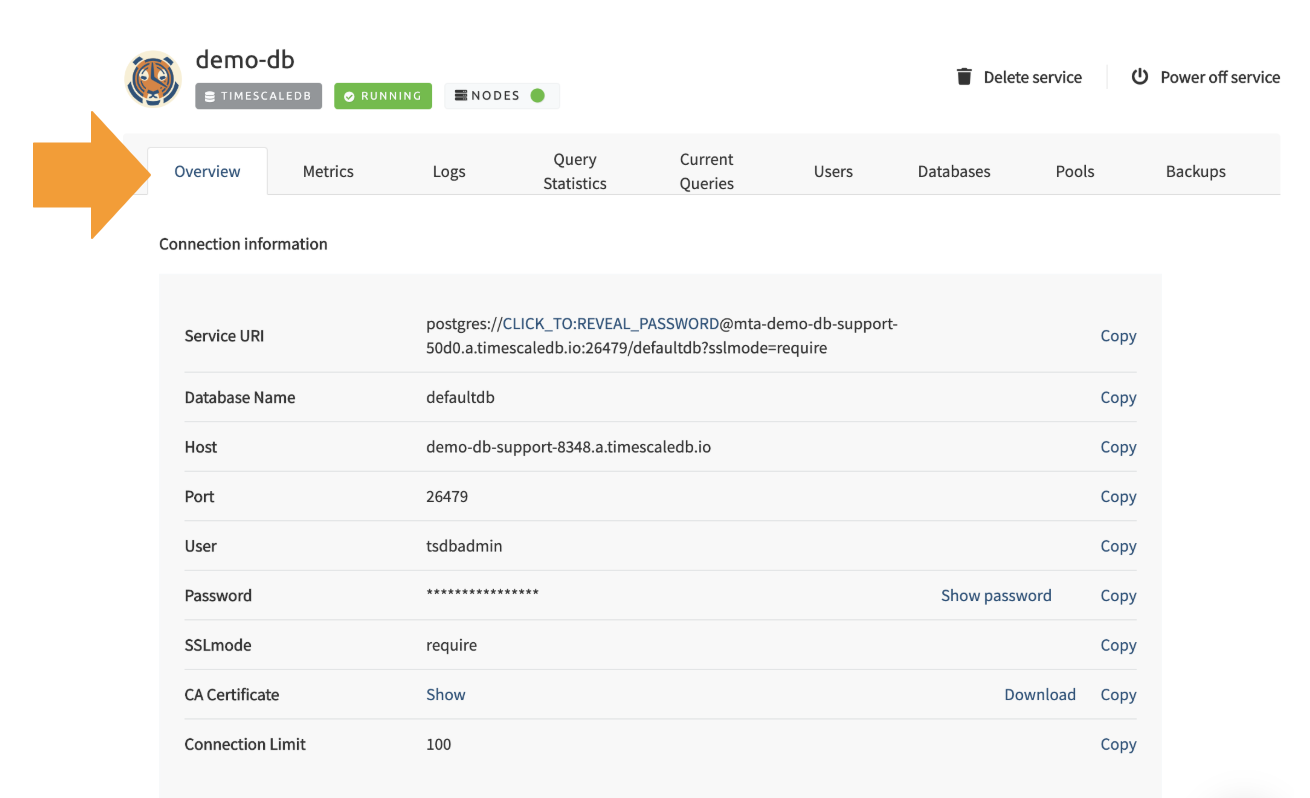 demo-db
TIMESCALEDB
RUNNING
NODES
Delete service
Power off service
Overview
Metrics
Logs
Query
Statistics
Current
Queries
Users
Databases
Pools
Backups
Connection information
Service URI
postgres://CLICK_TO:REVEAL_PASSWORD@mta-demo-db-support-
50d0.a.timescaledb.io:26479/defaultdb?sslmode=require
Copy
Database Name
defaultdb
Copy
Host
demo-db-support-8348.a.timescaledb.io
Copy
Port
26479
Copy
User
tsdbadmin
Copy
Password
****************
Show password
Copy
SSLmode
require
Copy
CA Certificate
Show
Download
Copy
Connection Limit
100
Copy